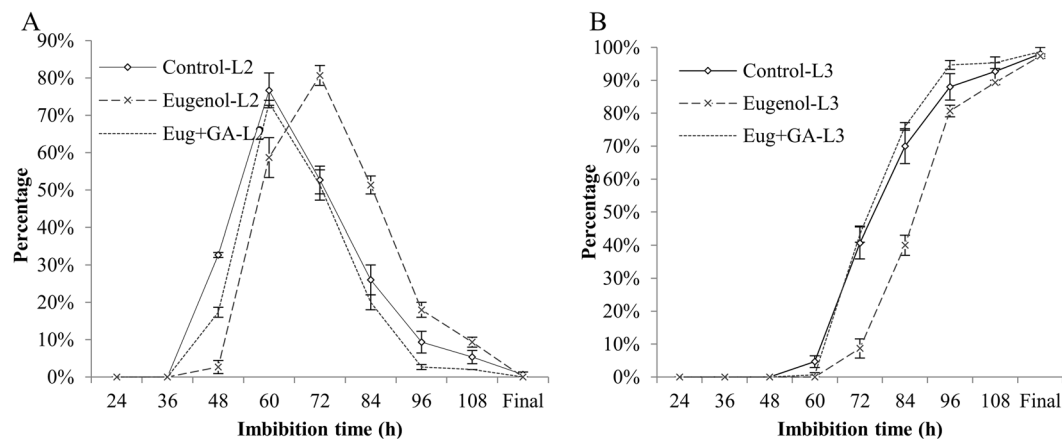 A
90%
80%
70%
60%
50%
40%
30%
20%
10%
0%
Percentage
Control-L2
Eugenol-L2
Eug+GA-L2
24 36 48 60 72 84 96 108 Final
Imbibition time (h)
B
100%
90%
80%
70%
60%
50%
40%
30%
20%
10%
0%
Percentage
Control-L3
Eugenol-L3
Eug+GA-L3
24 36 48 60 72 84 96 108 Final
Imbibition time (h)